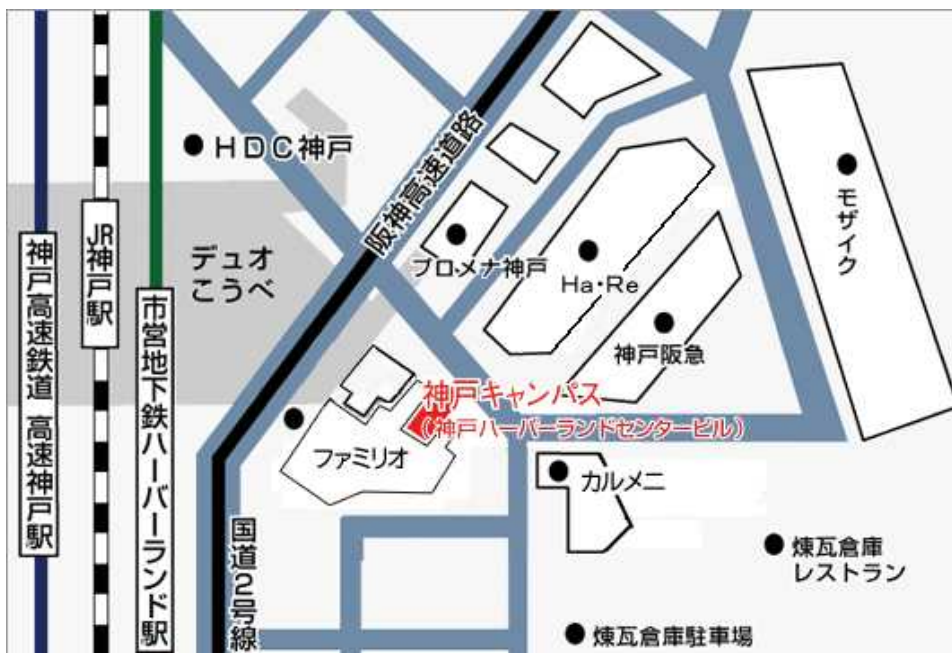 HDC神戸
阪神高速道路
モザイク
神戸高速鉄道 高速神戸駅
JR神戸駅
市営地下鉄ハーバーランド駅
デュオ
こうべ
プロメナ神戸
Ha・Re
神戸阪急
神戸キャンパス
(神戸ハーバーランドセンタービル)
ファミリオ
カルメニ
国道2号線
煉瓦倉庫
レストラン
煉瓦倉庫駐車場